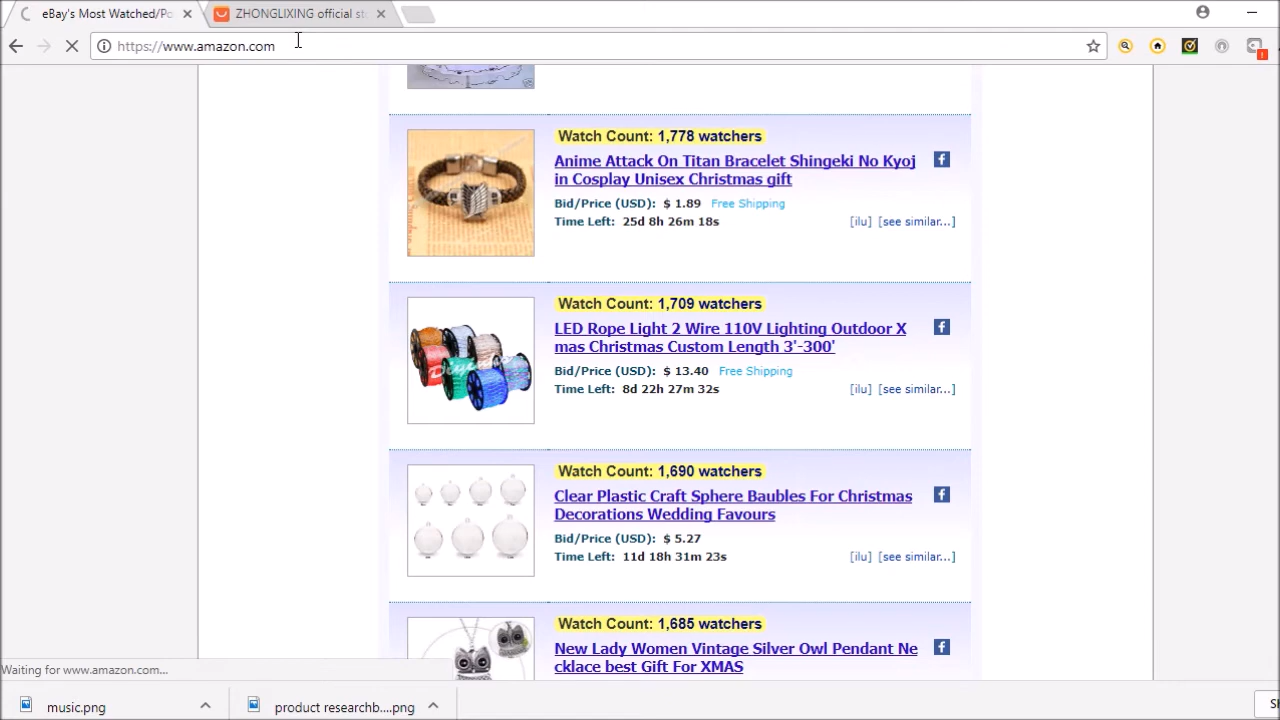 eBay's Most Watched/Po
ZHONGLIXING official st
https://www.amazon.com
Watch Count: 1,778 watchers
Anime Attack On Titan Bracelet Shingeki No Kyoj
in Cosplay Unisex Christmas gift
Bid/Price (USD): $ 1.89 Free Shipping
Time Left: 25d 8h 26m 18s [ilu] [see similar...]
Watch Count: 1,709 watchers
LED Rope Light 2 Wire 110V Lighting Outdoor X
mas Christmas Custom Length 3'-300'
Bid/Price (USD): $ 13.40 Free Shipping
Time Left: 8d 22h 27m 32s [ilu] [see similar...]
Watch Count: 1,690 watchers
Clear Plastic Craft Sphere Baubles For Christmas
Decorations Wedding Favours
Bid/Price (USD): $ 5.27
Time Left: 11d 18h 31m 23s [ilu] [see similar...]
Watch Count: 1,685 watchers
New Lady Women Vintage Silver Owl Pendant Ne
cklace best Gift For XMAS
Waiting for www.amazon.com...
music.png
product researchb....png